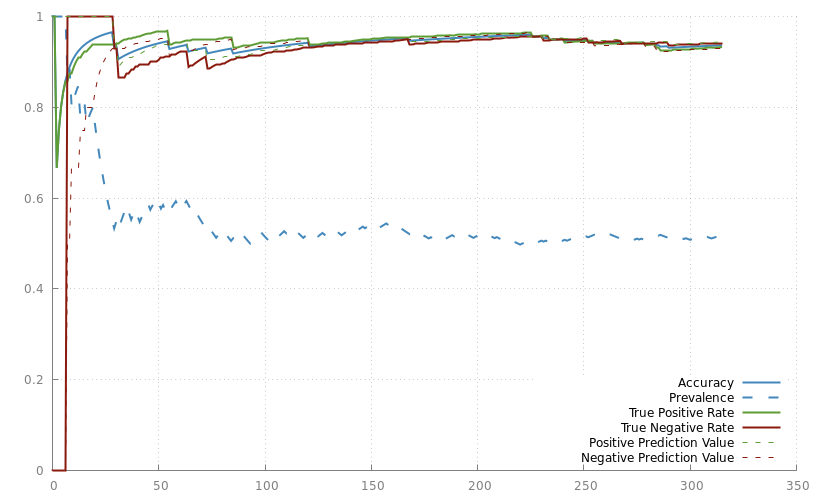 1
0.8
0.6
0.4
0.2
0
0 50 100 150 200 250 300 350
Accuracy
Prevalence
True Positive Rate
True Negative Rate
Positive Prediction Value
Negative Prediction Value